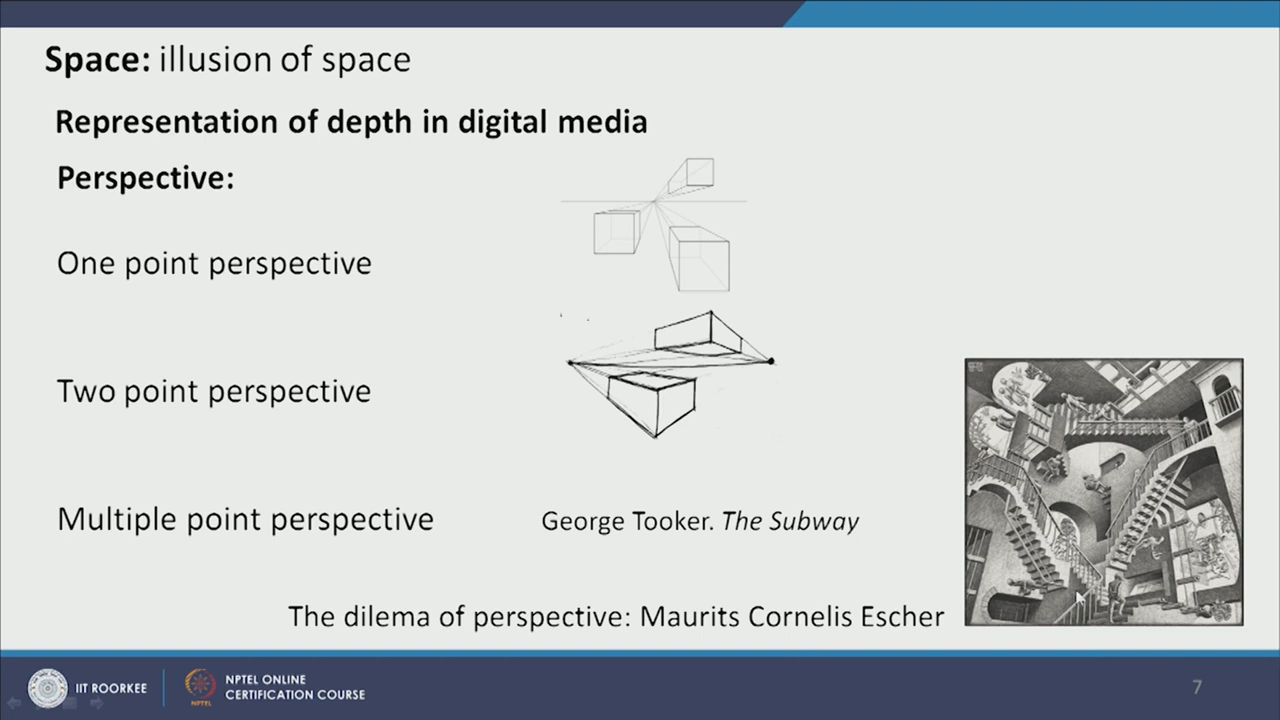 Space: illusion of space
Representation of depth in digital media
Perspective:
One point perspective
Two point perspective
Multiple point perspective
George Tooker. The Subway
The dilema of perspective: Maurits Cornelis Escher
IIT ROORKEE
NPTEL
NPTEL ONLINE
CERTIFICATION COURSE
7